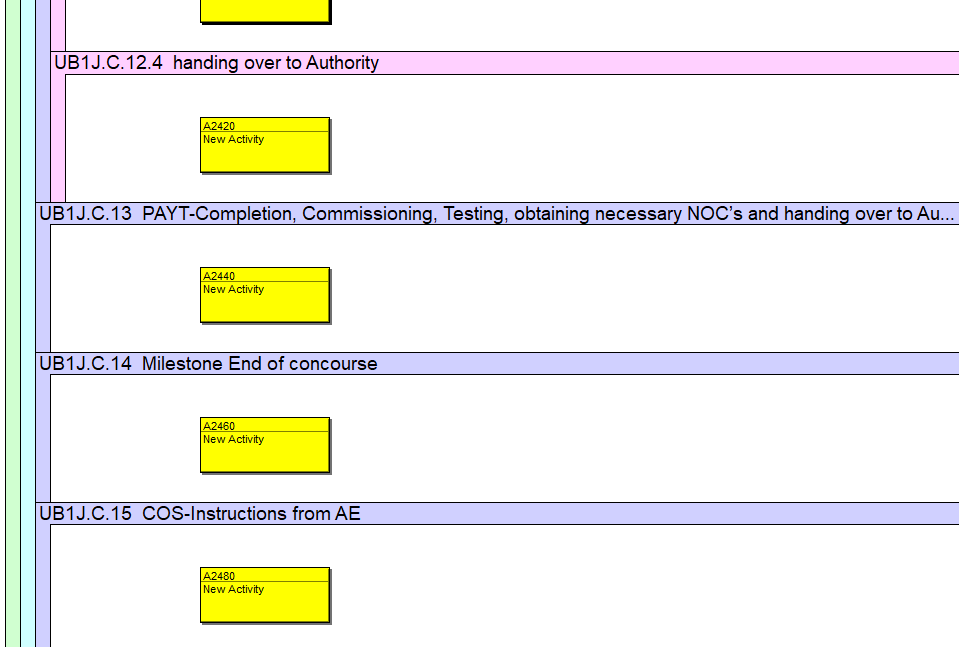 UB1J.C.12.4 handing over to Authority
A2420
New Activity
UB1J.C.13 PAYT-Completion, Commissioning, Testing, obtaining necessary NOC’s and handing over to Au...
A2440
New Activity
UB1J.C.14 Milestone End of concourse
A2460
New Activity
UB1J.C.15 COS-Instructions from AE
A2480
New Activity